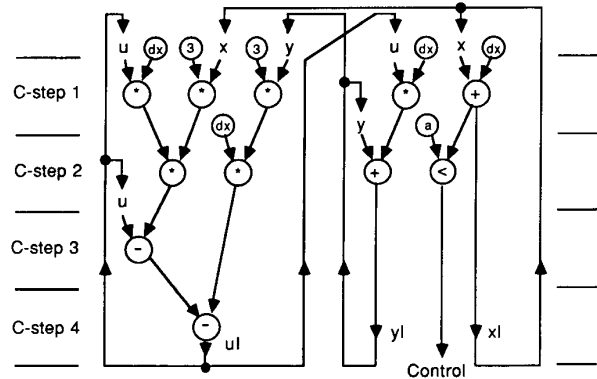 u dx 3 x 3 y u dx x dx
C-step 1 * * * * +
dx y a
C-step 2 * * + <
u
C-step 3 -
C-step 4 -
ul yl xl
Control